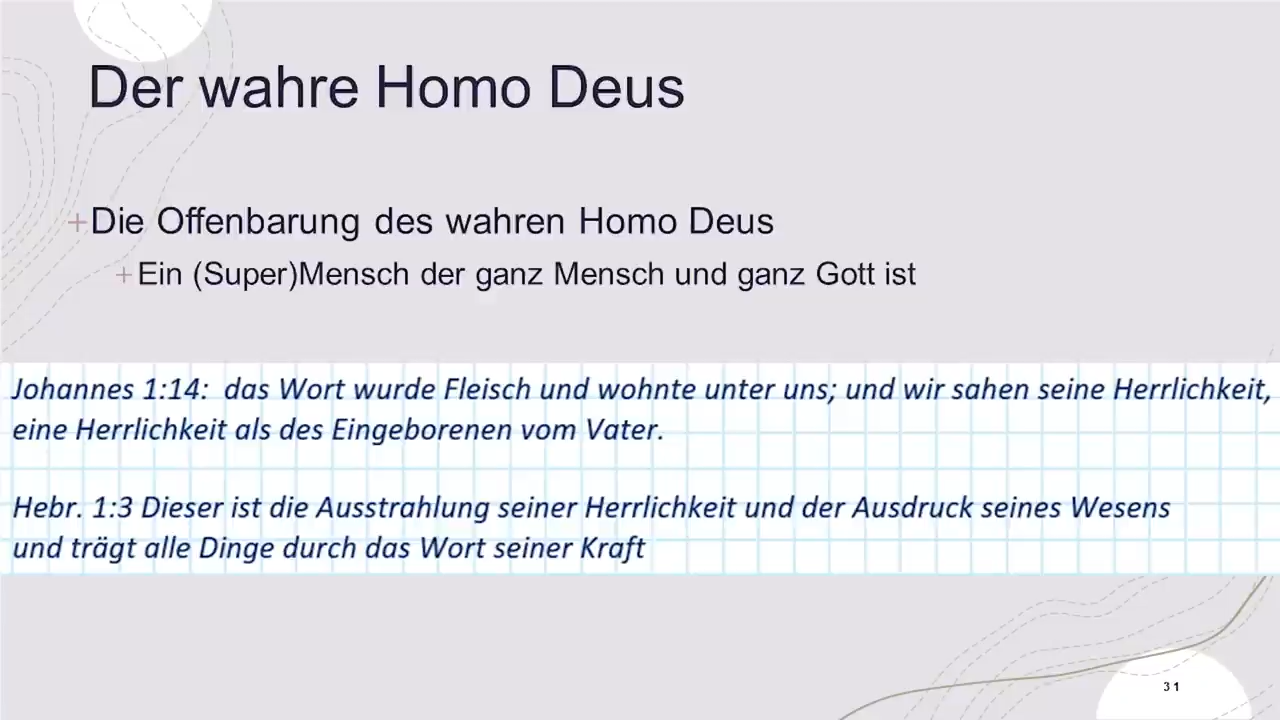 Der wahre Homo Deus
+Die Offenbarung des wahren Homo Deus
+Ein (Super)Mensch der ganz Mensch und ganz Gott ist
Johannes 1:14:  das Wort wurde Fleisch und wohnte unter uns; und wir sahen seine Herrlichkeit,
eine Herrlichkeit als des Eingeborenen vom Vater.
Hebr. 1:3 Dieser ist die Ausstrahlung seiner Herrlichkeit und der Ausdruck seines Wesens
und trägt alle Dinge durch das Wort seiner Kraft
31